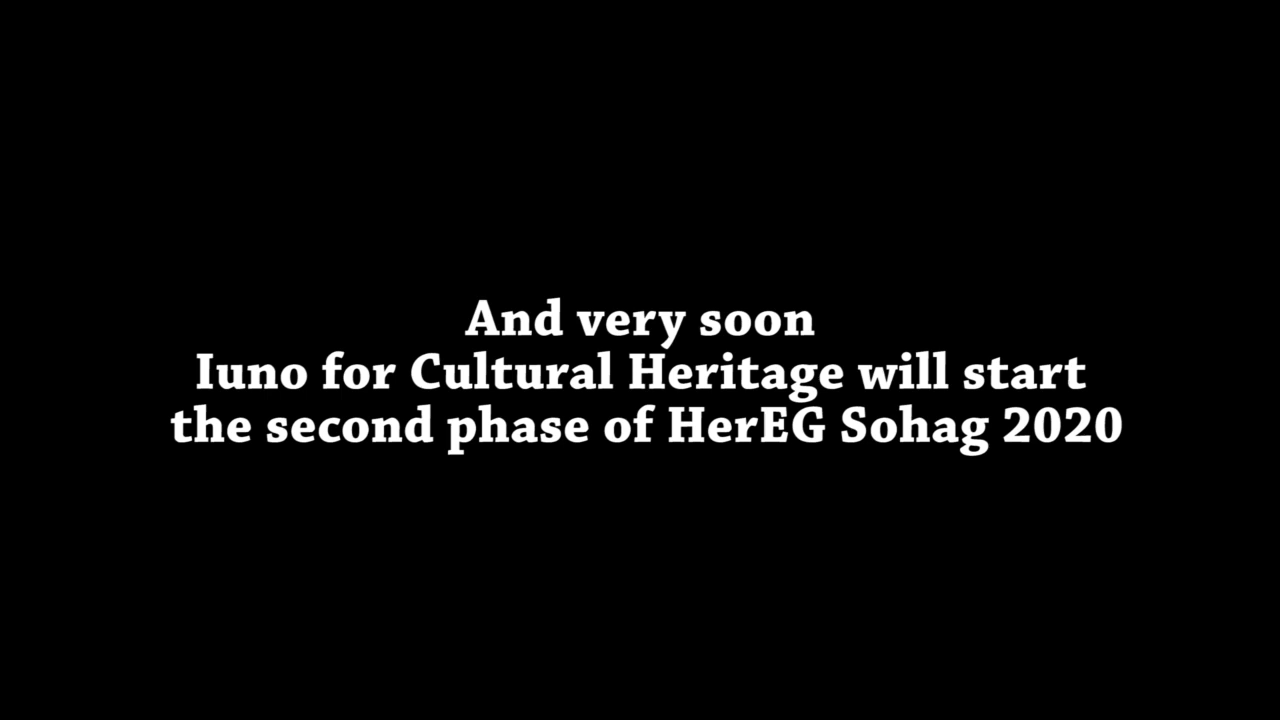 And very soon
Iuno for Cultural Heritage will start
the second phase of HerEG Sohag 2020